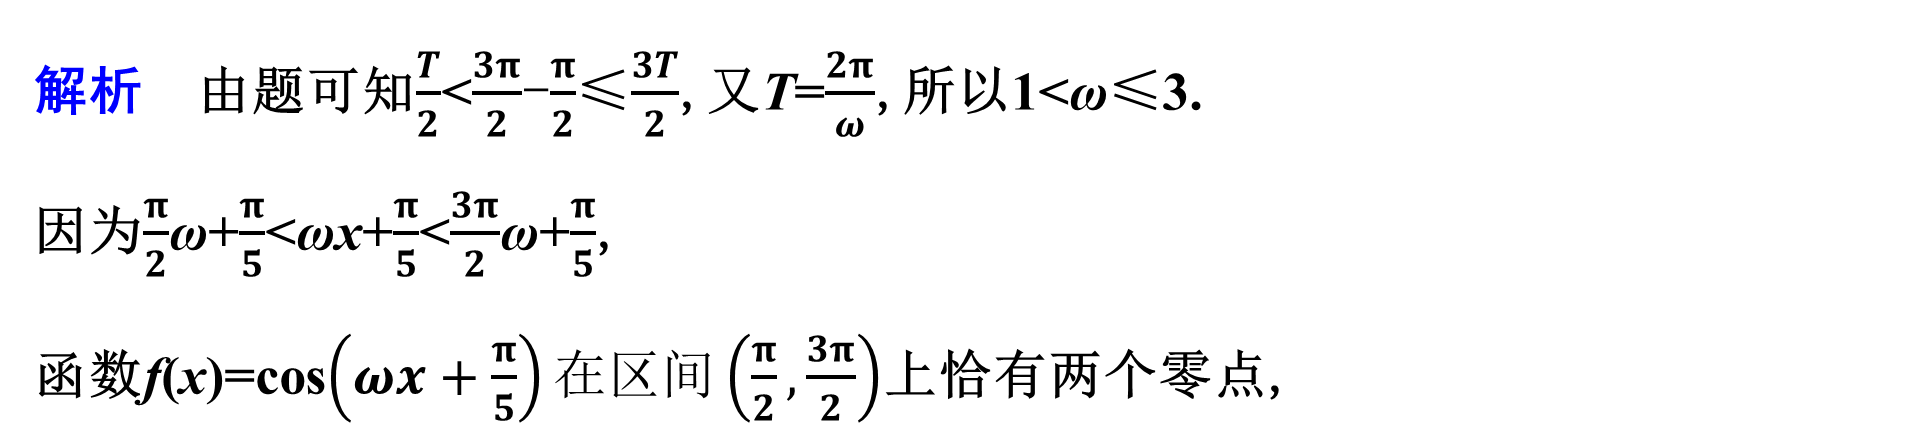 解析 由题可知T/2<3π/2-π/2≤3T/2, 又T=2π/ω, 所以1<ω≤3.
因为π/2ω+π/5<ωx+π/5<3π/2ω+π/5,
函数f(x)=cos(ωx+π/5)在区间(π/2,3π/2)上恰有两个零点,